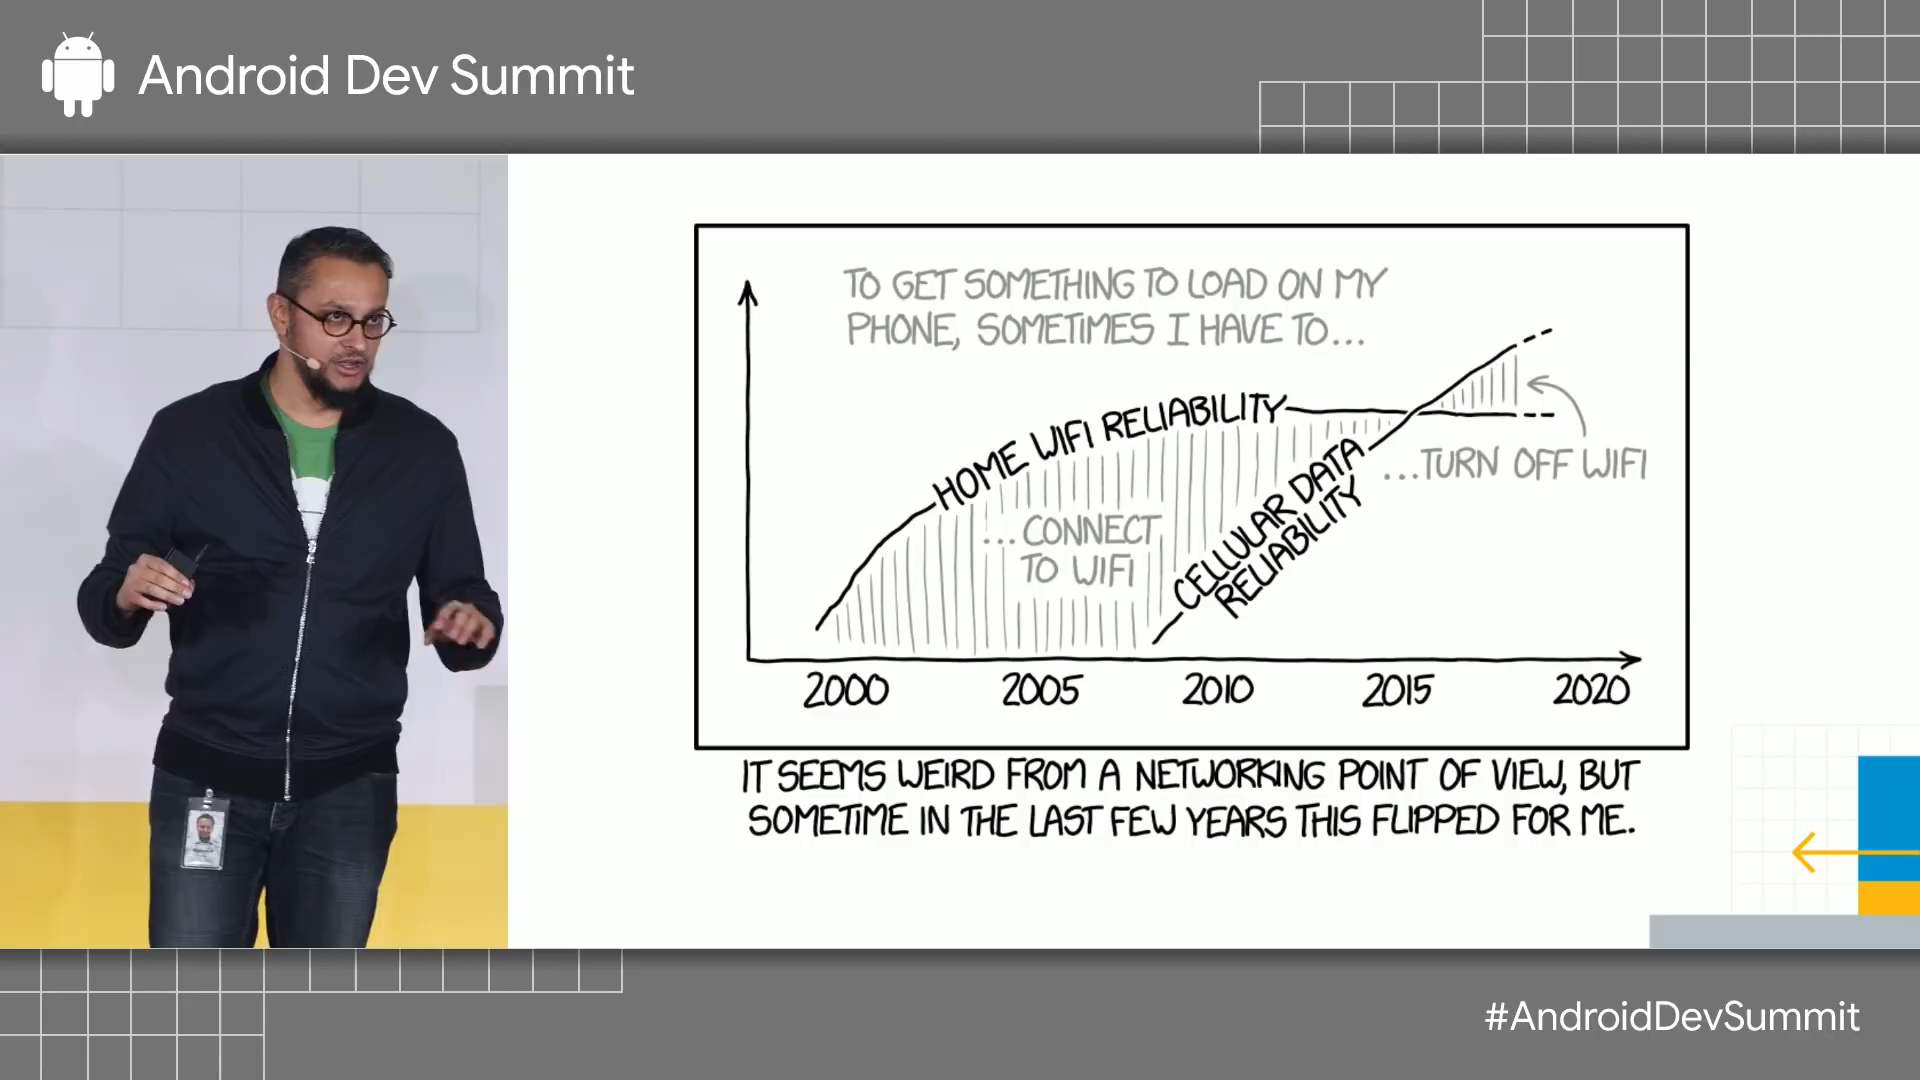 Android Dev Summit
TO GET SOMETHING TO LOAD ON MY
PHONE, SOMETIMES I HAVE TO...
HOME WIFI RELIABILITY
...TURN OFF WIFI
...CONNECT
TO WIFI
CELLULAR DATA
RELIABILITY
2000 2005 2010 2015 2020
IT SEEMS WEIRD FROM A NETWORKING POINT OF VIEW, BUT
SOMETIME IN THE LAST FEW YEARS THIS FLIPPED FOR ME.
#AndroidDevSummit